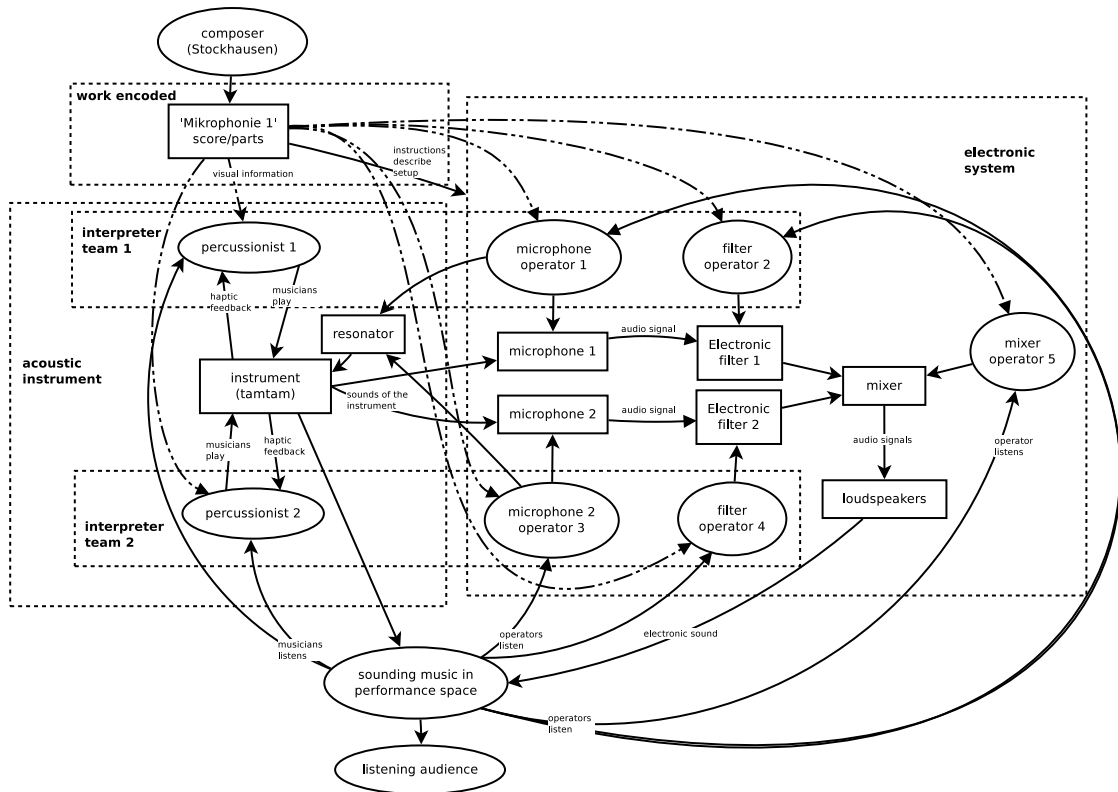 composer
(Stockhausen)
work encoded
'Mikrophonie 1'
score/parts
instructions
describe
setup
visual information
electronic
system
interpreter
team 1
percussionist 1
microphone
operator 1
filter
operator 2
haptic
feedback
musicians
play
resonator
audio signal
microphone 1
Electronic
filter 1
mixer
operator 5
acoustic
instrument
instrument
(tamtam)
mixer
sounds of the
instrument
microphone 2
audio signal
Electronic
filter 2
musicians
play
haptic
feedback
audio signals
operator
listens
percussionist 2
interpreter
team 2
microphone 2
operator 3
filter
operator 4
loudspeakers
musicians
listens
operators
listen
electronic sound
sounding music in
performance space
operators
listen
listening audience